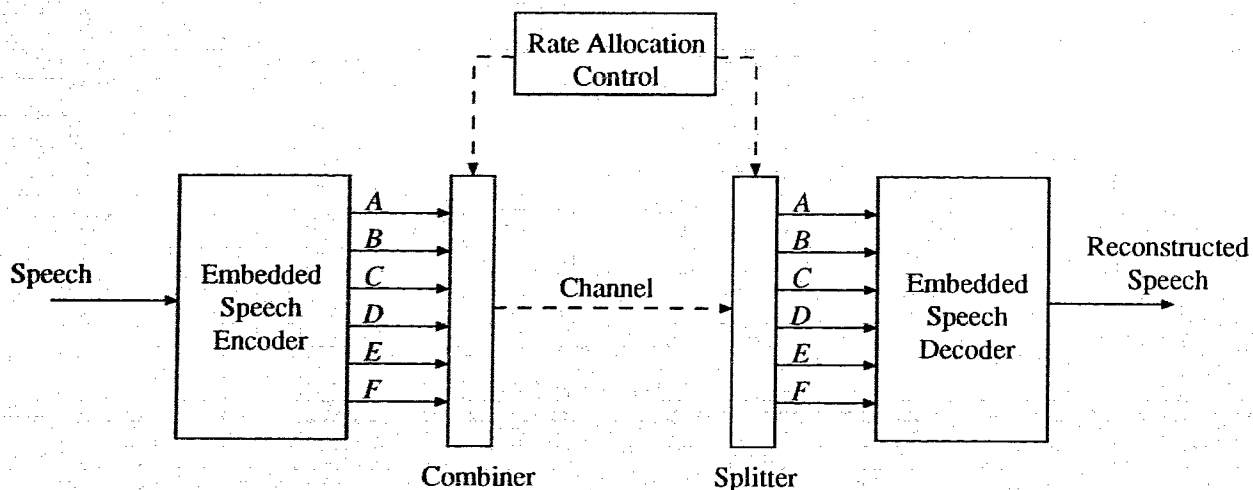 Rate Allocation
Control
Speech
Embedded
Speech
Encoder
A
B
C
D
E
F
Combiner
Channel
Splitter
A
B
C
D
E
F
Embedded
Speech
Decoder
Reconstructed
Speech